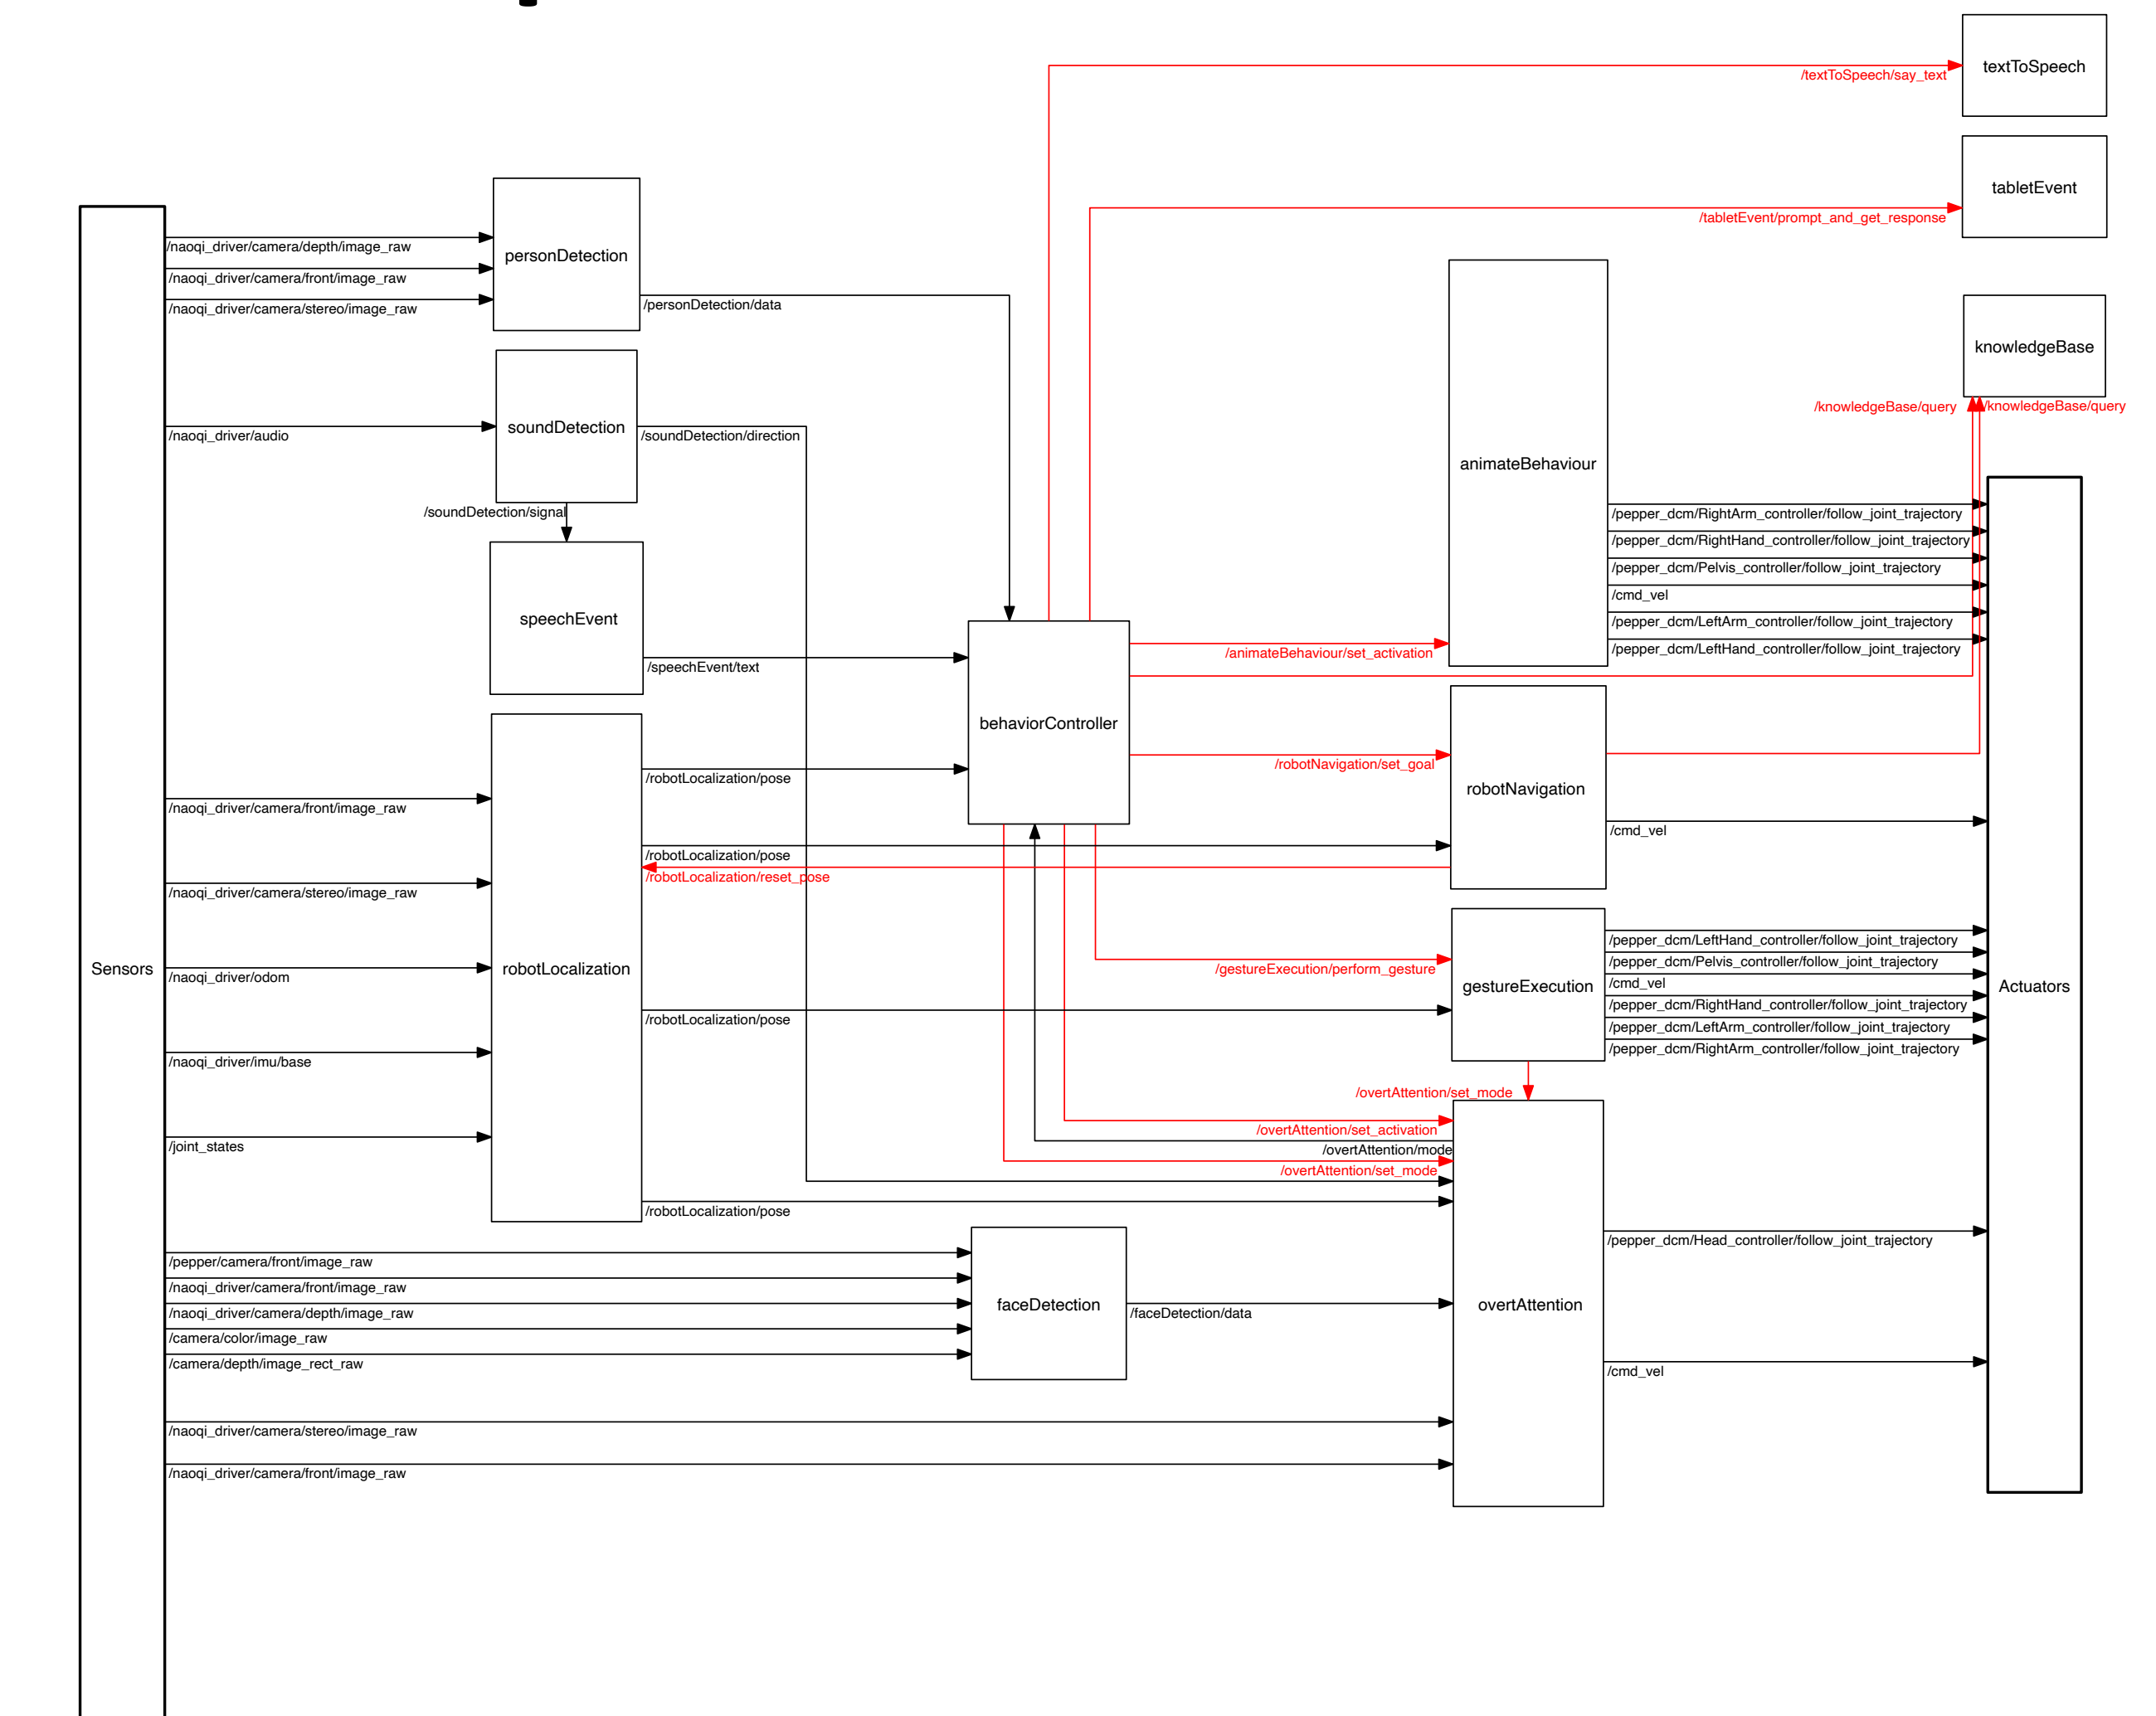 textToSpeech
/textToSpeech/say_text
tabletEvent
/tabletEvent/prompt_and_get_response
personDetection
/naoqi_driver/camera/depth/image_raw
/naoqi_driver/camera/front/image_raw
/naoqi_driver/camera/stereo/image_raw
/personDetection/data
knowledgeBase
/knowledgeBase/query
/knowledgeBase/query
soundDetection
/naoqi_driver/audio
/soundDetection/direction
/soundDetection/signal
animateBehaviour
/pepper_dcm/RightArm_controller/follow_joint_trajectory
/pepper_dcm/RightHand_controller/follow_joint_trajectory
/pepper_dcm/Pelvis_controller/follow_joint_trajectory
/cmd_vel
/pepper_dcm/LeftArm_controller/follow_joint_trajectory
/pepper_dcm/LeftHand_controller/follow_joint_trajectory
speechEvent
/speechEvent/text
/animateBehaviour/set_activation
behaviorController
/robotLocalization/pose
/robotNavigation/set_goal
robotNavigation
/naoqi_driver/camera/front/image_raw
/robotLocalization/pose
/cmd_vel
/robotLocalization/reset_pose
/naoqi_driver/camera/stereo/image_raw
Sensors
robotLocalization
/naoqi_driver/odom
/gestureExecution/perform_gesture
gestureExecution
/pepper_dcm/LeftHand_controller/follow_joint_trajectory
/pepper_dcm/Pelvis_controller/follow_joint_trajectory
/cmd_vel
/pepper_dcm/RightHand_controller/follow_joint_trajectory
/pepper_dcm/LeftArm_controller/follow_joint_trajectory
/pepper_dcm/RightArm_controller/follow_joint_trajectory
Actuators
/robotLocalization/pose
/naoqi_driver/imu/base
/overtAttention/set_mode
/overtAttention/set_activation
/joint_states
/overtAttention/mode
/overtAttention/set_mode
/robotLocalization/pose
/pepper/camera/front/image_raw
/naoqi_driver/camera/front/image_raw
/naoqi_driver/camera/depth/image_raw
/camera/color/image_raw
/camera/depth/image_rect_raw
faceDetection
/faceDetection/data
overtAttention
/pepper_dcm/Head_controller/follow_joint_trajectory
/cmd_vel
/naoqi_driver/camera/stereo/image_raw
/naoqi_driver/camera/front/image_raw